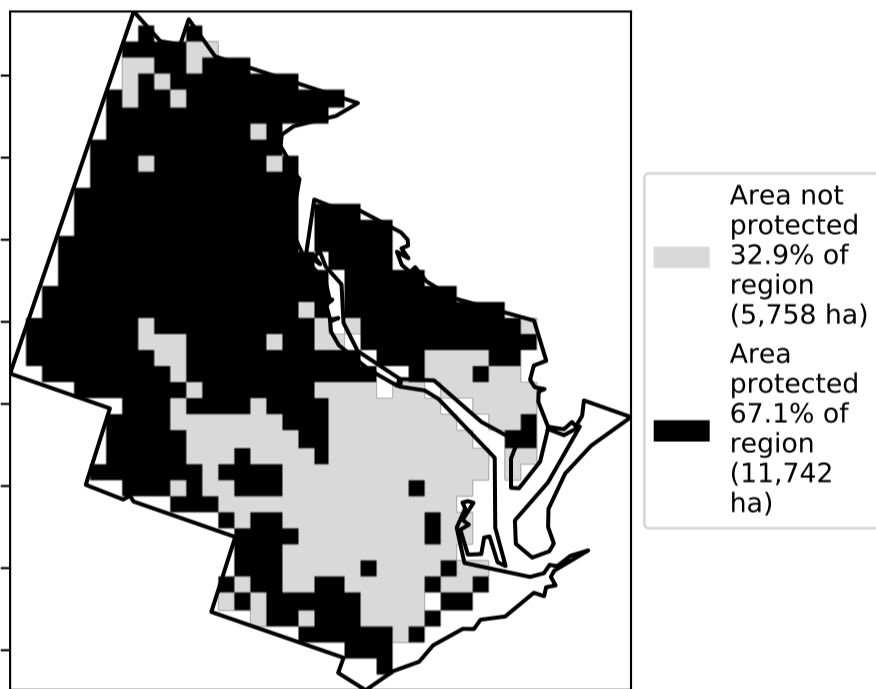 Area not
protected
32.9% of
region
(5,758 ha)
Area
protected
67.1% of
region
(11,742
ha)